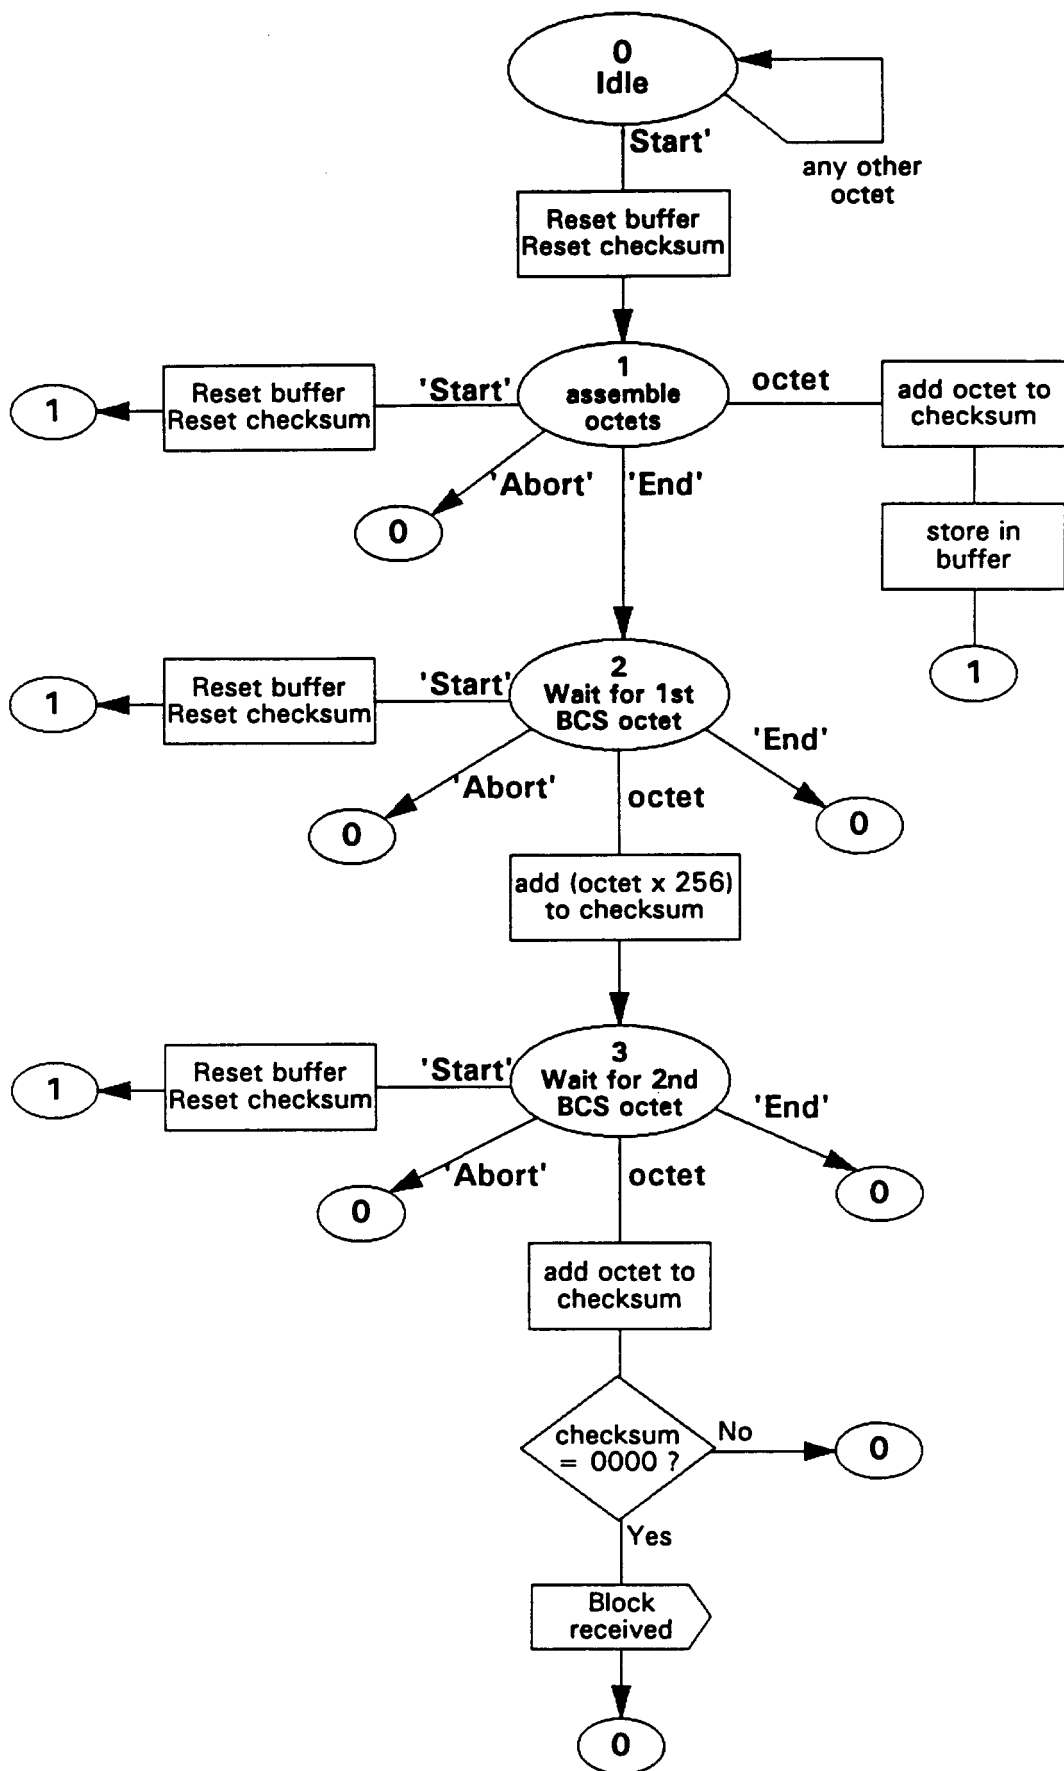 0
Idle
Start'
any other
octet
Reset buffer
Reset checksum
1
assemble
octets
'Start'
Reset buffer
Reset checksum
1
octet
add octet to
checksum
store in
buffer
1
'Abort'
0
'End'
2
Wait for 1st
BCS octet
'Start'
Reset buffer
Reset checksum
1
'Abort'
0
'End'
0
octet
add (octet x 256)
to checksum
3
Wait for 2nd
BCS octet
'Start'
Reset buffer
Reset checksum
1
'Abort'
0
'End'
0
octet
add octet to
checksum
checksum
= 0000 ?
No
0
Yes
Block
received
0